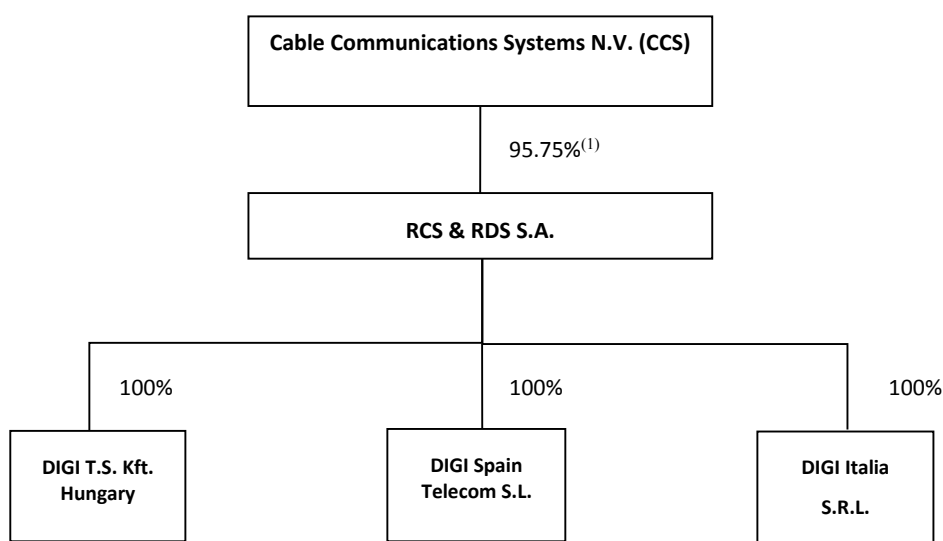 Cable Communications Systems N.V. (CCS)
95.75%(1)
RCS & RDS S.A.
100%
100%
100%
DIGI T.S. Kft.
Hungary
DIGI Spain
Telecom S.L.
DIGI Italia
S.R.L.